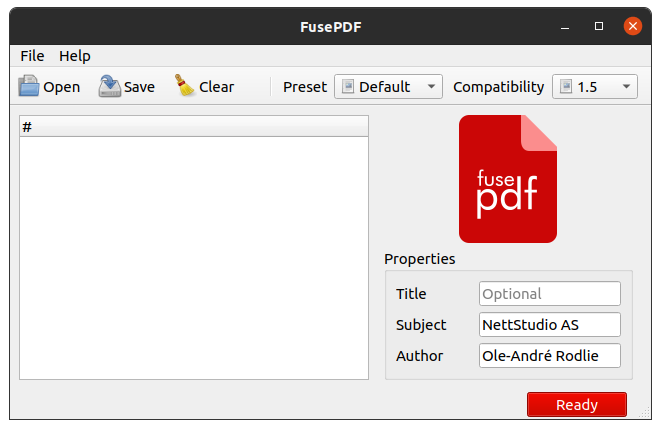 FusePDF
File Help
Open Save Clear Preset Default Compatibility 1.5
#
fuse
pdf
Properties
Title Optional
Subject NettStudio AS
Author Ole-André Rodlie
Ready